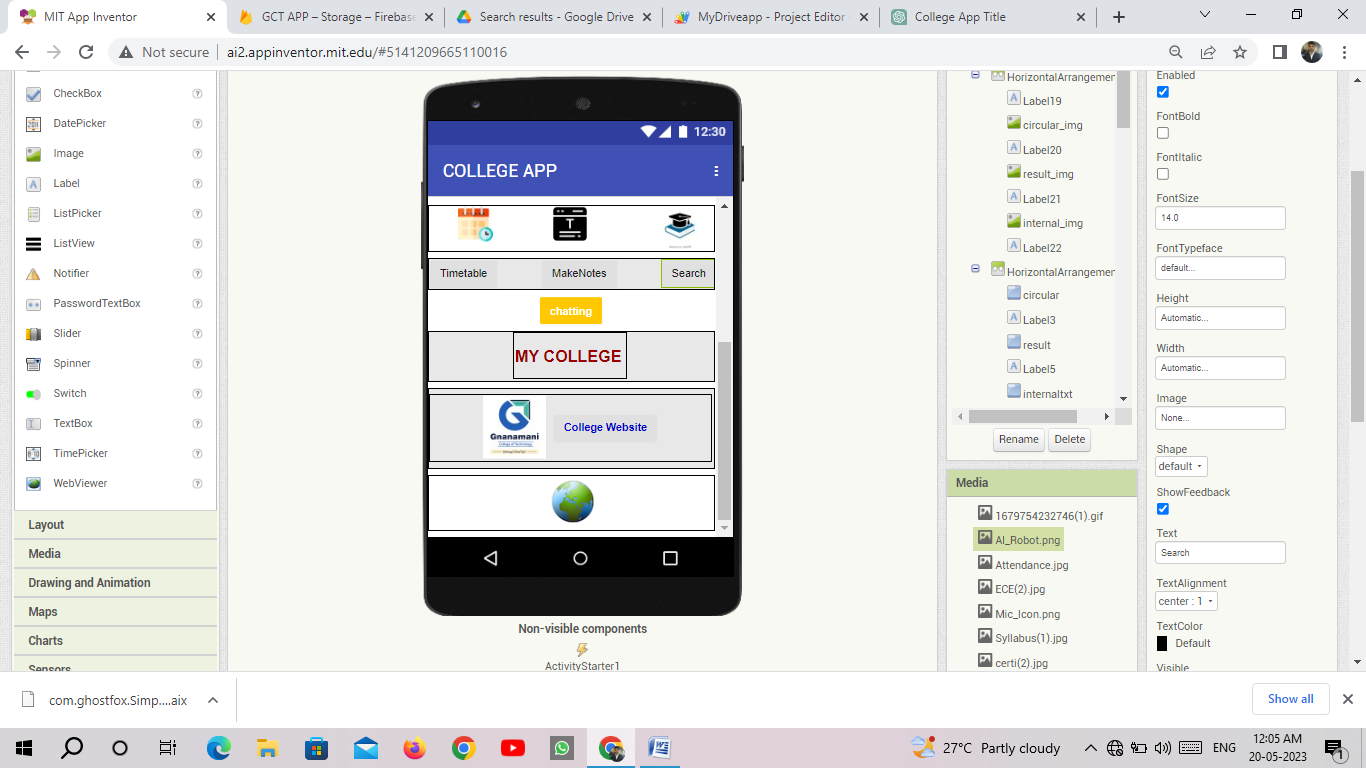 MIT App Inventor
GCT APP – Storage – Firebase
Search results - Google Drive
MyDriveapp - Project Editor
College App Title
Not secure
ai2.appinventor.mit.edu/#5141209665110016
CheckBox
DatePicker
Image
Label
ListPicker
ListView
Notifier
PasswordTextBox
Slider
Spinner
Switch
TextBox
TimePicker
WebViewer
Layout
Media
Drawing and Animation
Maps
Charts
Sensors
12:30
COLLEGE APP
T
Timetable
MakeNotes
Search
chatting
MY COLLEGE
Gnanamani
College of Technology
College Website
Non-visible components
ActivityStarter1
HorizontalArrangemen
Label19
circular_img
Label20
result_img
Label21
internal_img
Label22
HorizontalArrangemen
circular
Label3
result
Label5
internaltxt
Rename
Delete
Media
1679754232746(1).gif
AI_Robot.png
Attendance.jpg
ECE(2).jpg
Mic_Icon.png
Syllabus(1).jpg
certi(2).jpg
Enabled
FontBold
FontItalic
FontSize
14.0
FontTypeface
default...
Height
Automatic...
Width
Automatic...
Image
None...
Shape
default
ShowFeedback
Text
Search
TextAlignment
center : 1
TextColor
Default
Visible
com.ghostfox.Simp....aix
Show all
27°C Partly cloudy
ENG
12:05 AM
20-05-2023
1